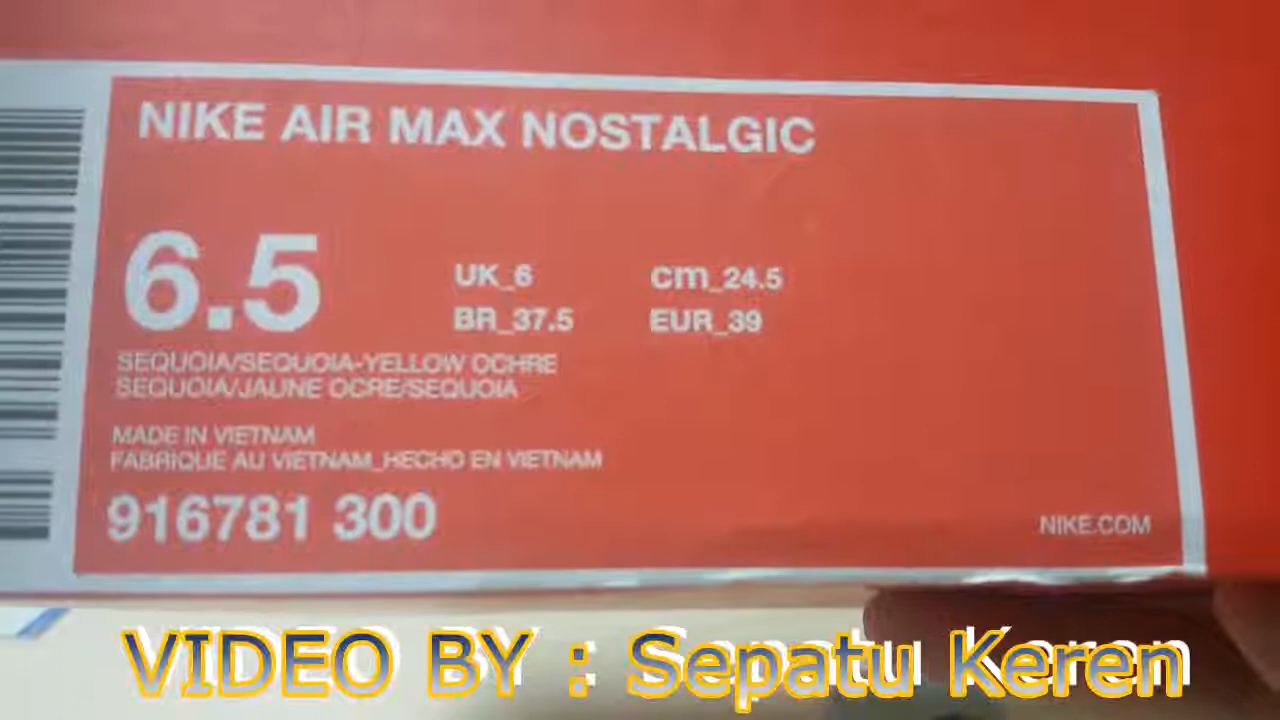 NIKE AIR MAX NOSTALGIC
6.5
UK_6 cm_24.5
BR_37.5 EUR_39
SEQUOIA/SEQUOIA-YELLOW OCHRE
SEQUOIA/JAUNE OCRE/SEQUOIA
MADE IN VIETNAM
FABRIQUE AU VIETNAM_HECHO EN VIETNAM
916781 300
NIKE.COM
VIDEO BY : Sepatu Keren